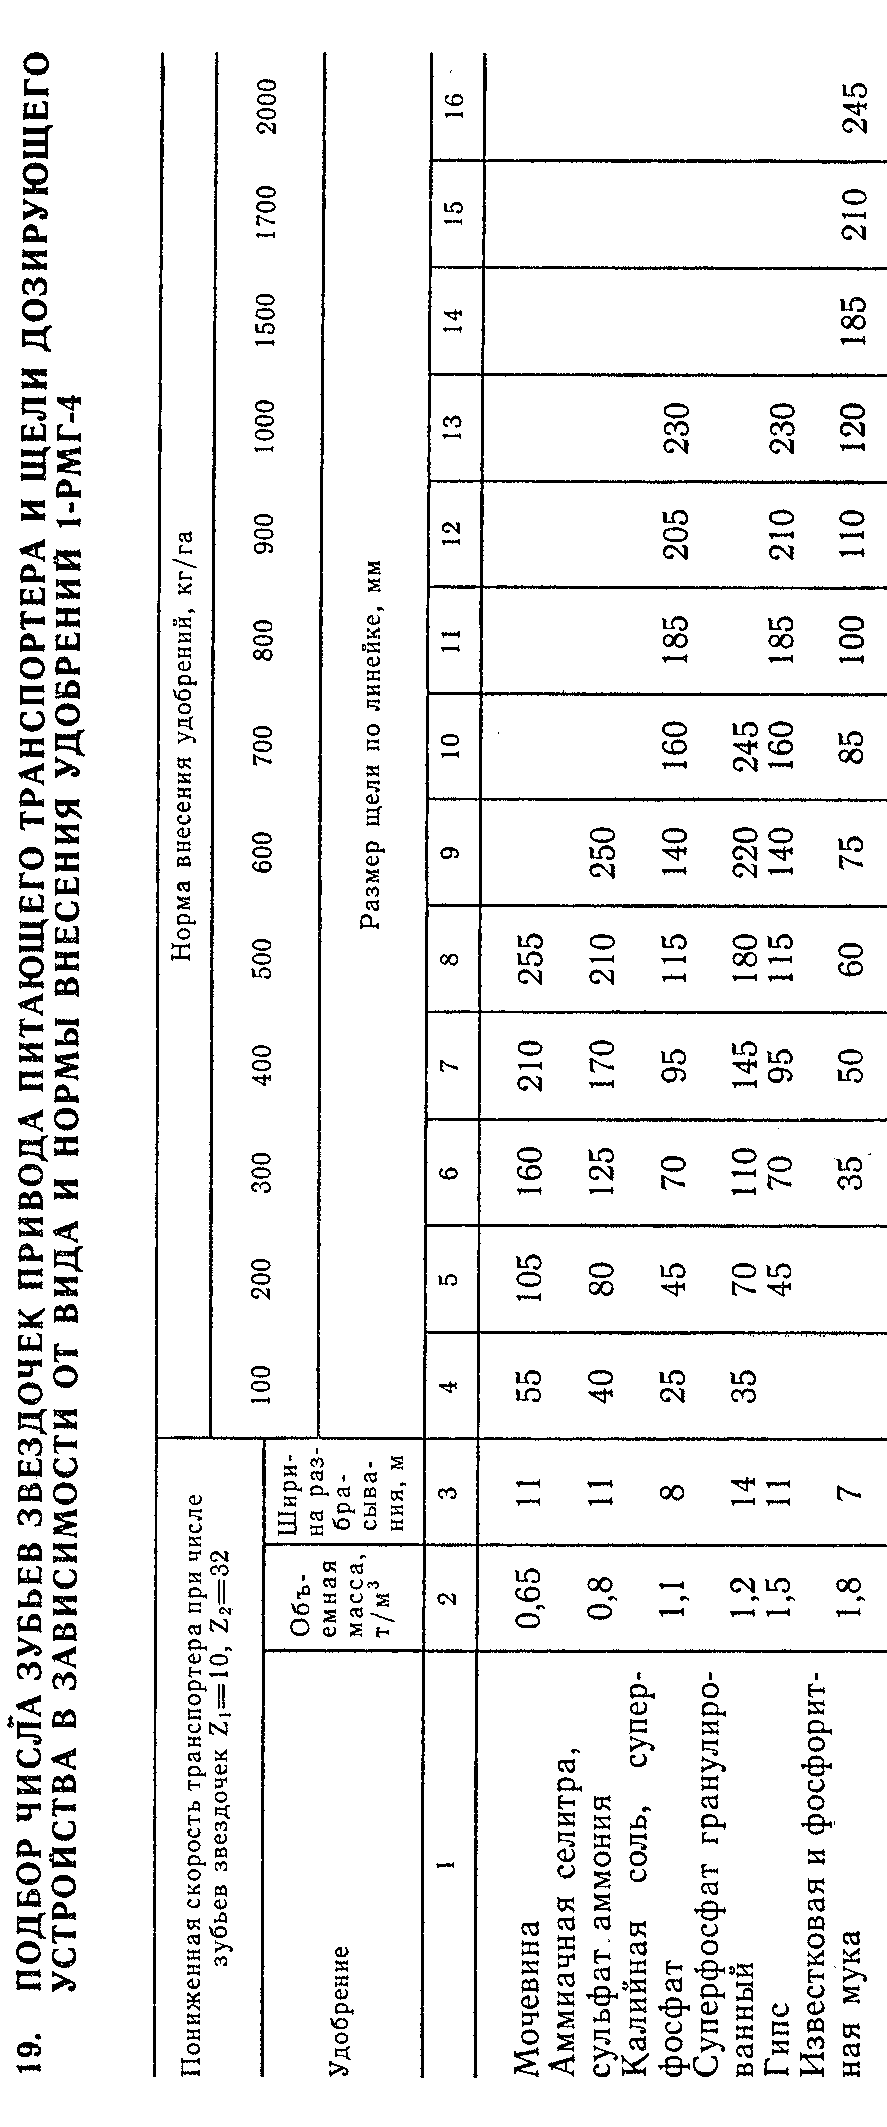 19. ПОДБОР ЧИСЛА ЗУБЬЕВ ЗВЕЗДОЧЕК ПРИВОДА ПИТАЮЩЕГО ТРАНСПОРТЕРА И ЩЕЛИ ДОЗИРУЮЩЕГО
УСТРОЙСТВА В ЗАВИСИМОСТИ ОТ ВИДА И НОРМЫ ВНЕСЕНИЯ УДОБРЕНИЙ 1-РМГ-4
Пониженная скорость транспортера при числе
зубьев звездочек Z₁=10, Z₂=32
Норма внесения удобрений, кг/га
Удобрение
Объ-
емная
масса,
т/м³
Шири-
на раз-
бра-
сыва-
ния, м
100 200 300 400 500 600 700 800 900 1000 1500 1700 2000
Размер щели по линейке, мм
1 2 3 4 5 6 7 8 9 10 11 12 13 14 15 16
Мочевина 0,65 11 55 105 160 210 255
Аммиачная селитра,
сульфат аммония 0,8 11 40 80 125 170 210 250
Калийная соль, супер-
фосфат 1,1 8 25 45 70 95 115 140 160 185 205 230
Суперфосфат гранулиро-
ванный 1,2 14 35 70 110 145 180 220 245
Гипс 1,5 11 45 70 95 115 140 160 185 210 230
Известковая и фосфорит-
ная мука 1,8 7 35 50 60 75 85 100 110 120 185 210 245